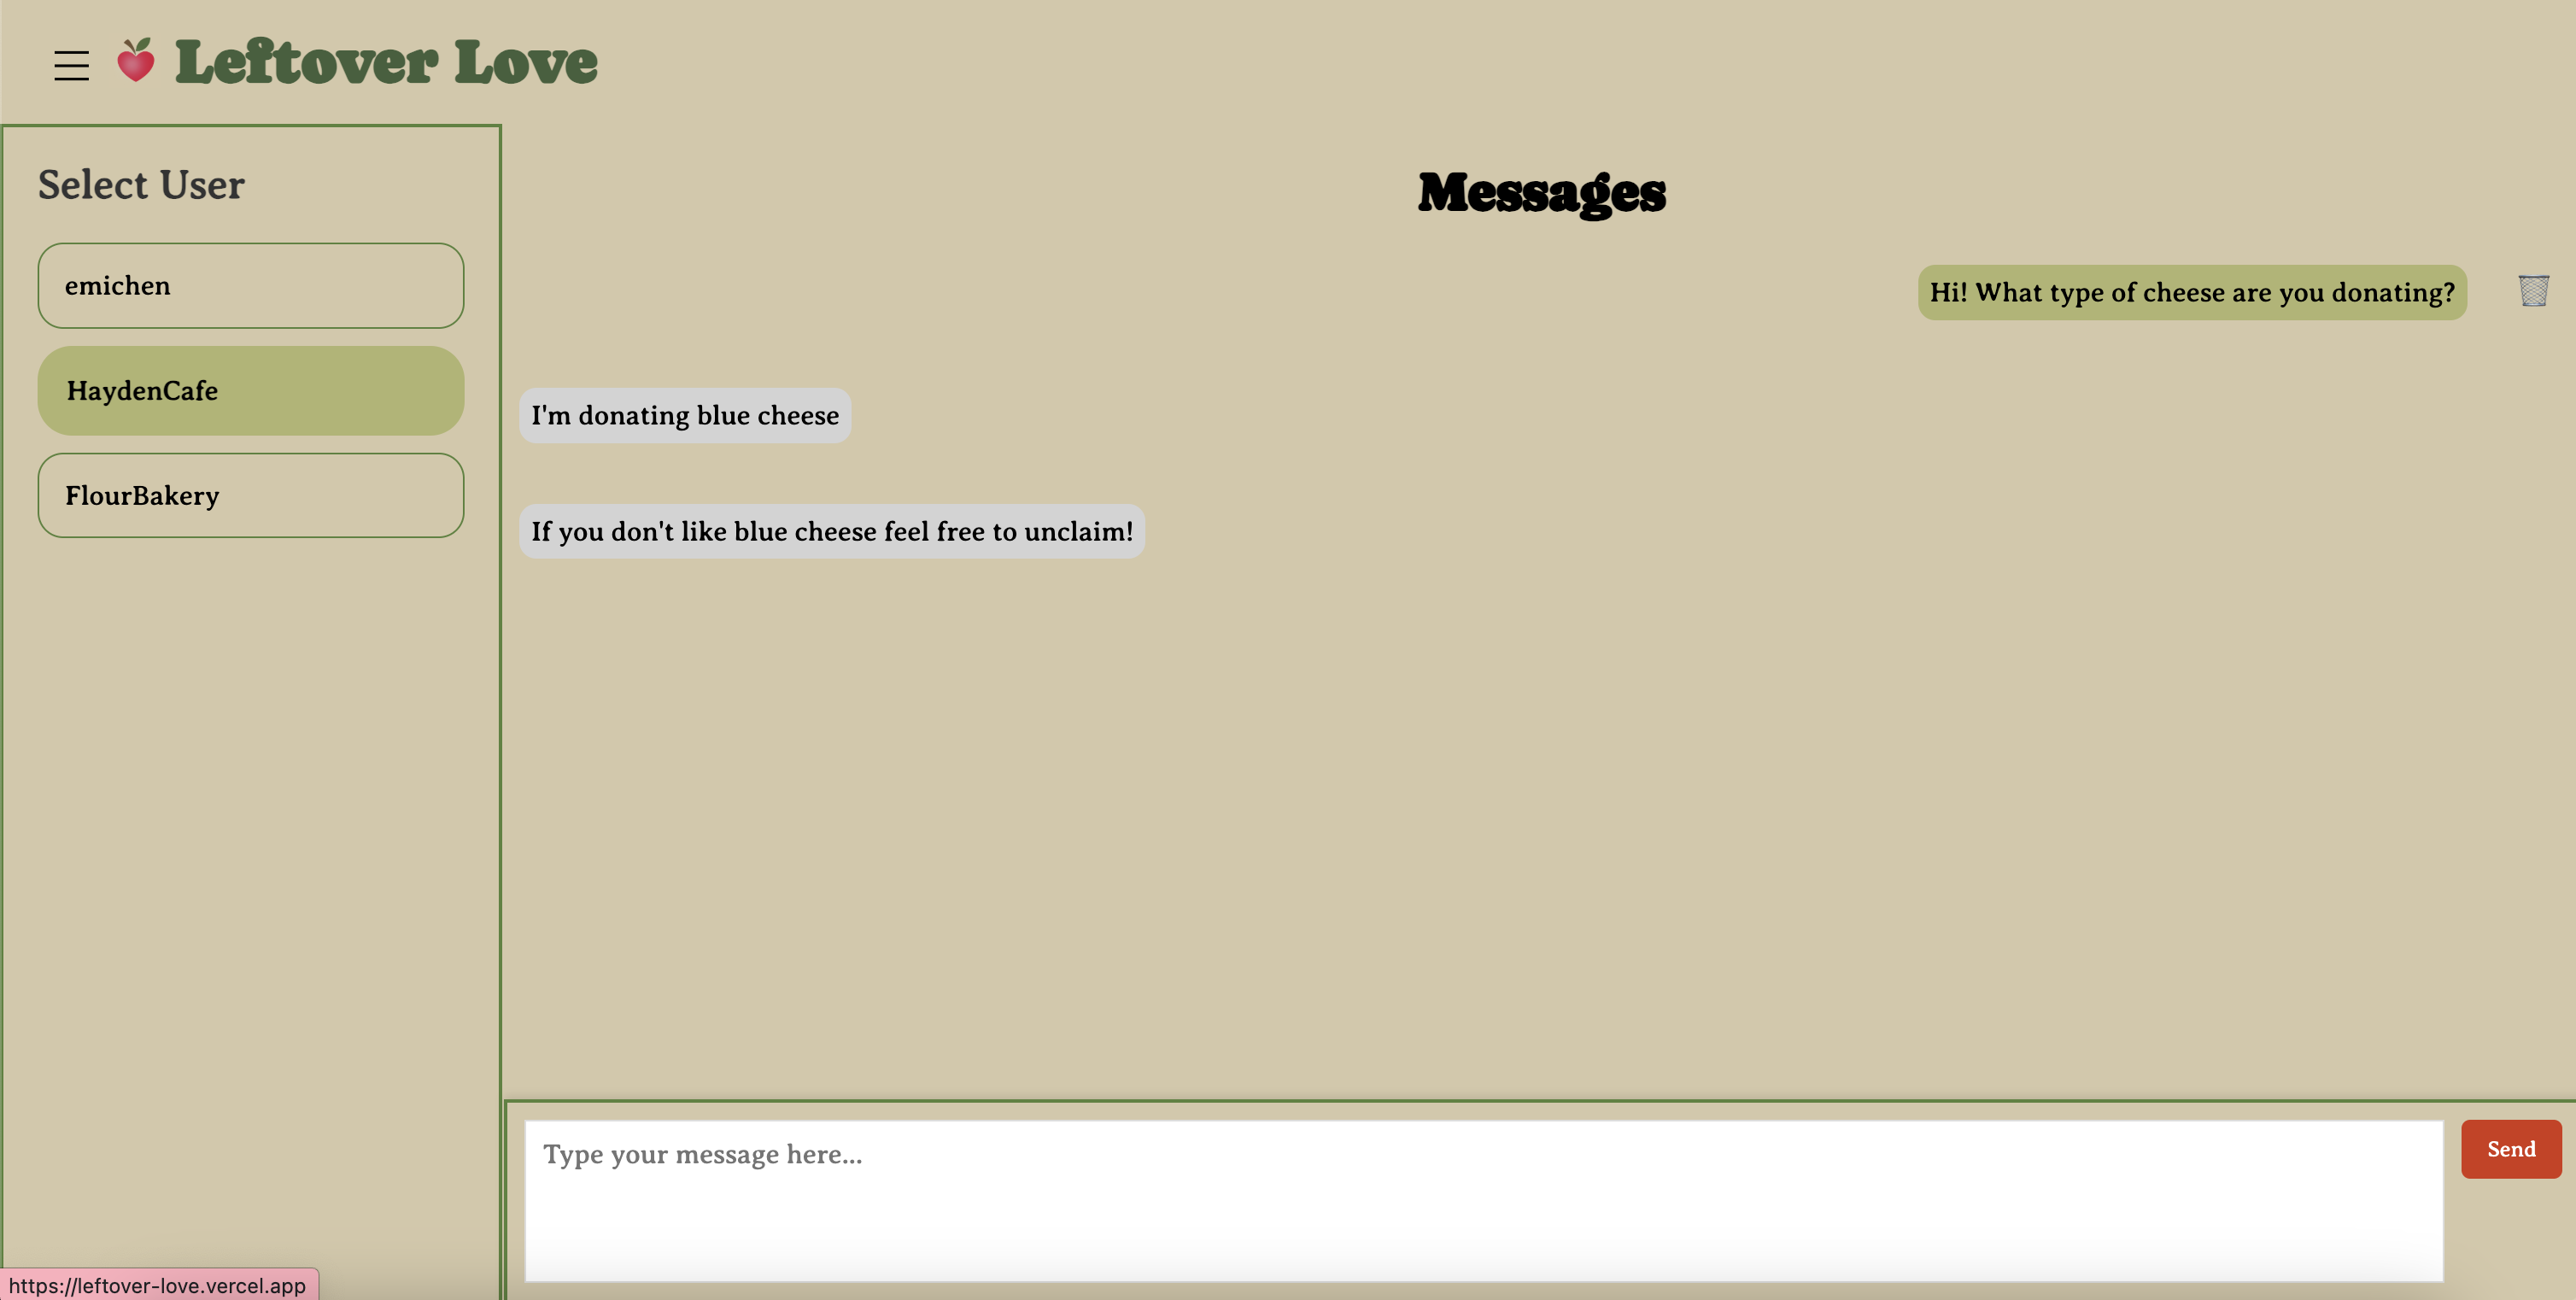 Leftover Love
Select User
emichen
HaydenCafe
FlourBakery
Messages
Hi! What type of cheese are you donating?
I'm donating blue cheese
If you don't like blue cheese feel free to unclaim!
Type your message here...
Send
https://leftover-love.vercel.app